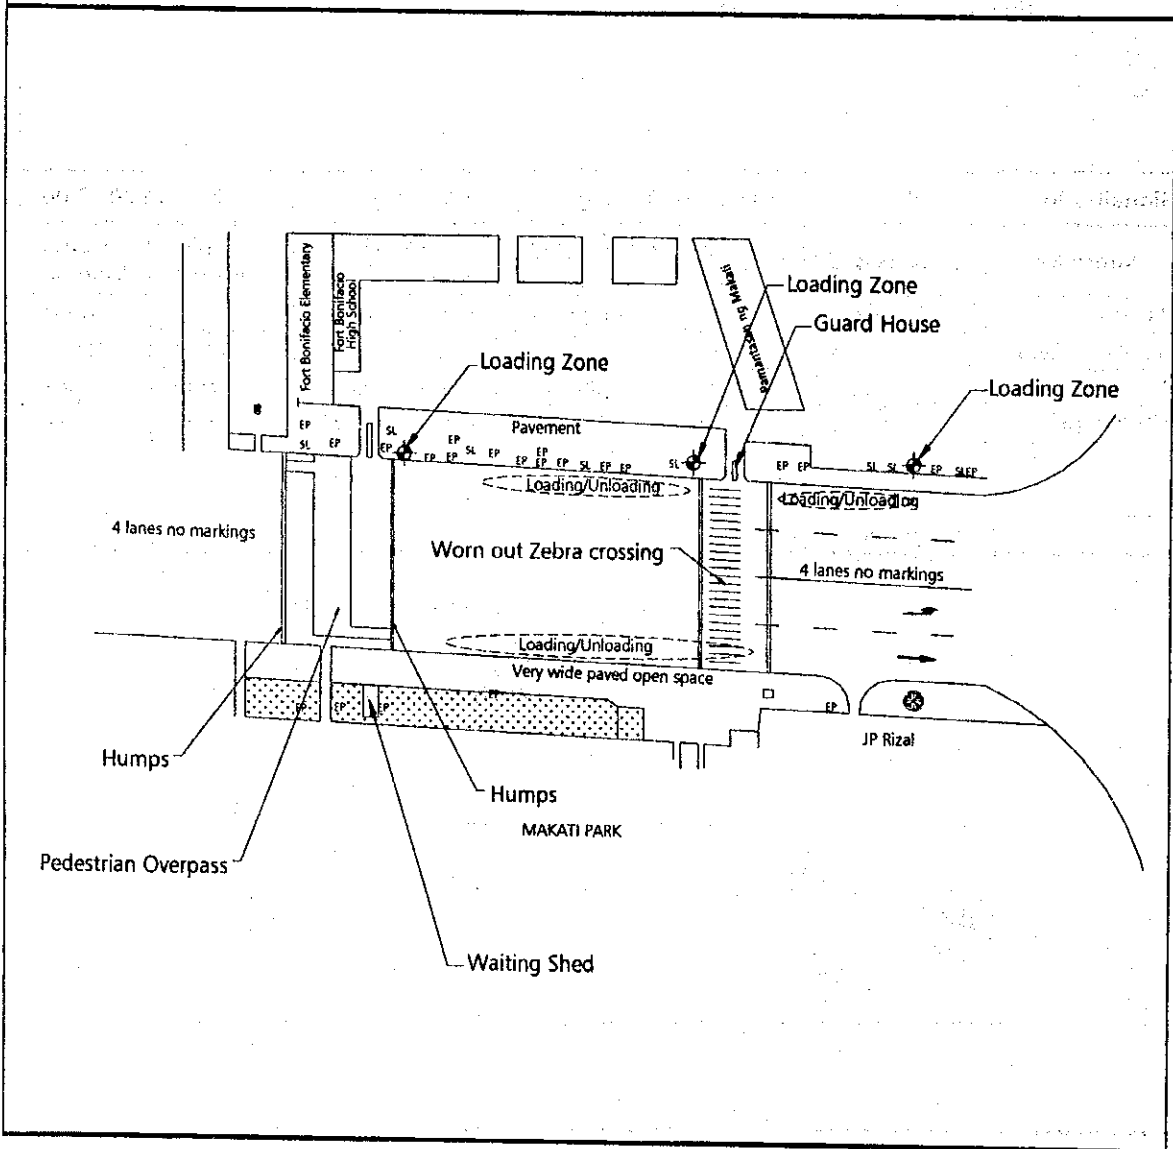 Fort Bonifacio Elementary
Fort Bonifacio
High School
Pamantasan ng Makati
Loading Zone
Guard House
Loading Zone
Loading Zone
EP
SL
EP
SL
EP
Pavement
EP
EP
EP
SL
EP
EP
EP
EP
EP
SL
EP
EP
SL
EP
EP
SL
SL
EP
SL
EP
Loading/Unloading
Loading/Unloading
4 lanes no markings
Worn out Zebra crossing
4 lanes no markings
Loading/Unloading
Very wide paved open space
EP
EP
EP
EP
JP Rizal
Humps
Humps
MAKATI PARK
Pedestrian Overpass
Waiting Shed